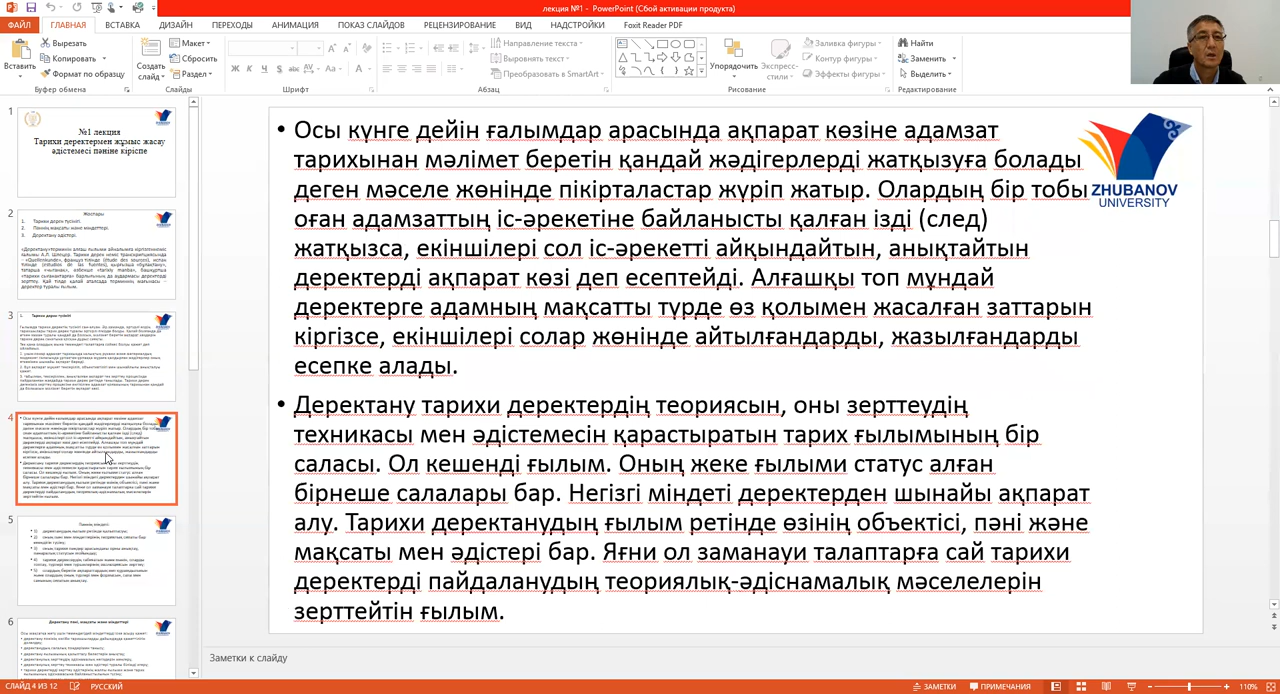 лекция №1 - PowerPoint (Сбой активации продукта)
ФАЙЛ ГЛАВНАЯ ВСТАВКА ДИЗАЙН ПЕРЕХОДЫ АНИМАЦИЯ ПОКАЗ СЛАЙДОВ РЕЦЕНЗИРОВАНИЕ ВИД НАДСТРОЙКИ Foxit Reader PDF
Вставить
Вырезать
Копировать
Формат по образцу
Буфер обмена
Создать слайд
Макет
Сбросить
Раздел
Слайды
Ж К Ч S abc AV Aa A
Шрифт
Направление текста
Выровнять текст
Преобразовать в SmartArt
Абзац
Упорядочить
Экспресс-стили
Заливка фигуры
Контур фигуры
Эффекты фигуры
Рисование
Найти
Заменить
Выделить
Редактирование
1
№1 лекция
Тарихи деректермен жұмыс жасау
әдістемесі пәніне кіріспе
2
3
4
5
6
• Осы күнге дейін ғалымдар арасында ақпарат көзіне адамзат
тарихынан мәлімет беретін қандай жәдігерлерді жатқызуға болады
деген мәселе жөнінде пікірталастар жүріп жатыр. Олардың бір тобы
оған адамзаттың іс-әрекетіне байланысты қалған ізді (след)
жатқызса, екіншілері сол іс-әрекетті айқындайтын, анықтайтын
деректерді ақпарат көзі деп есептейді. Алғашқы топ мұндай
деректерге адамның мақсатты түрде өз қолымен жасалған заттарын
кіргізсе, екіншілері солар жөнінде айтылғандарды, жазылғандарды
есепке алады.
• Деректану тарихи деректердің теориясын, оны зерттеудің
техникасы мен әдістемесін қарастыратын тарих ғылымының бір
саласы. Ол кешенді ғылым. Оның жеке ғылыми статус алған
бірнеше салалары бар. Негізгі міндеті деректерден шынайы ақпарат
алу. Тарихи деректанудың ғылым ретінде өзінің объектісі, пәні және
мақсаты мен әдістері бар. Яғни ол заманауи талаптарға сай тарихи
деректерді пайдаланудың теориялық-әдіснамалық мәселелерін
зерттейтін ғылым.
ZHUBANOV
UNIVERSITY
Заметки к слайду
СЛАЙД 4 ИЗ 12 РУССКИЙ ЗАМЕТКИ ПРИМЕЧАНИЯ 110%